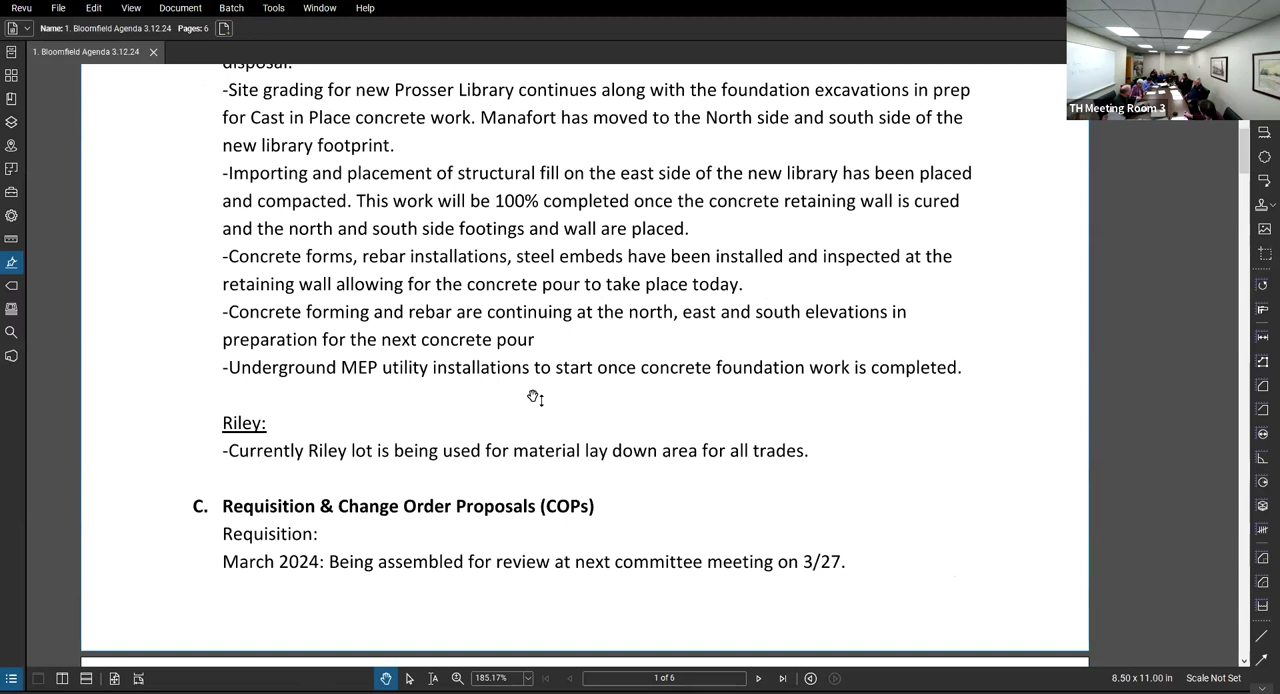 Revu File Edit View Document Batch Tools Window Help
Name: 1. Bloomfield Agenda 3.12.24 Pages: 6
1. Bloomfield Agenda 3.12.24
TH Meeting Room 3
disposal.
-Site grading for new Prosser Library continues along with the foundation excavations in prep
for Cast in Place concrete work. Manafort has moved to the North side and south side of the
new library footprint.
-Importing and placement of structural fill on the east side of the new library has been placed
and compacted. This work will be 100% completed once the concrete retaining wall is cured
and the north and south side footings and wall are placed.
-Concrete forms, rebar installations, steel embeds have been installed and inspected at the
retaining wall allowing for the concrete pour to take place today.
-Concrete forming and rebar are continuing at the north, east and south elevations in
preparation for the next concrete pour
-Underground MEP utility installations to start once concrete foundation work is completed.
Riley:
-Currently Riley lot is being used for material lay down area for all trades.
C. Requisition & Change Order Proposals (COPs)
Requisition:
March 2024: Being assembled for review at next committee meeting on 3/27.
185.17% 1 of 6 8.50 x 11.00 in Scale Not Set